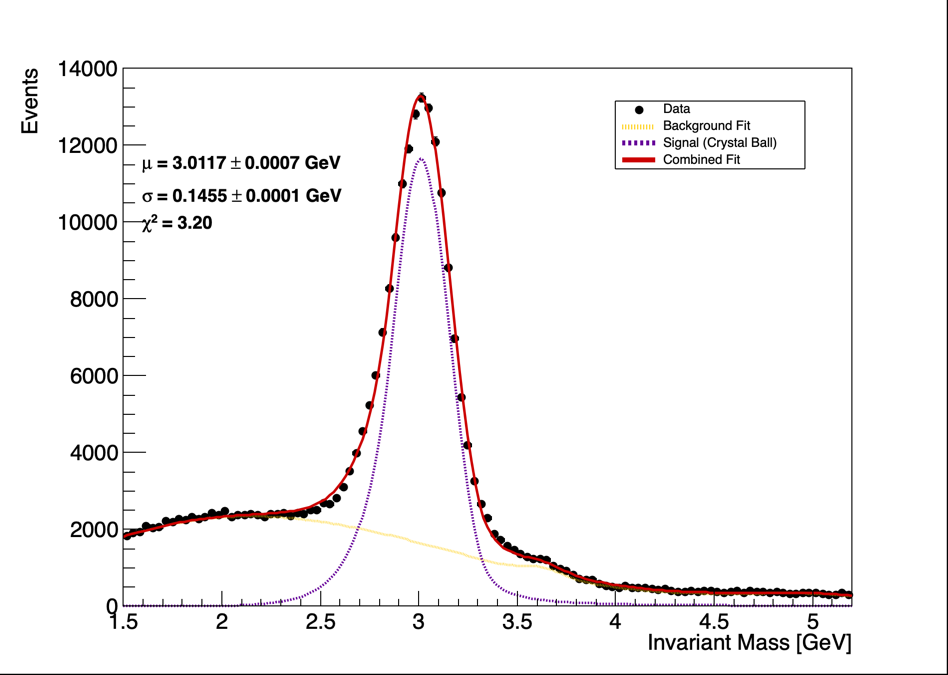 Events
14000
12000
10000
8000
6000
4000
2000
0
μ = 3.0117 ± 0.0007 GeV
σ = 0.1455 ± 0.0001 GeV
χ² = 3.20
Data
Background Fit
Signal (Crystal Ball)
Combined Fit
1.5 2 2.5 3 3.5 4 4.5 5
Invariant Mass [GeV]